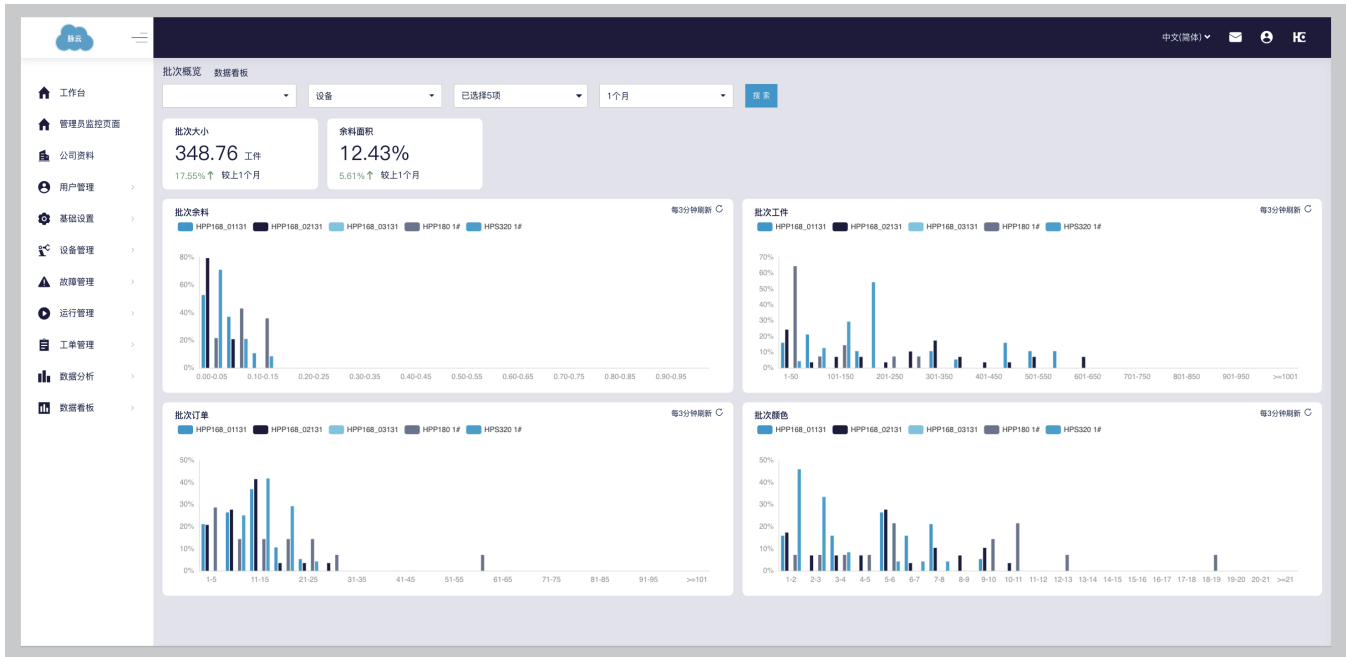 脉云
中文(简体)
HC
工作台
管理员监控页面
公司资料
用户管理
基础设置
设备管理
故障管理
运行管理
工单管理
数据分析
数据看板
批次概览 数据看板
设备 已选择5项 1个月 搜 索
批次大小
348.76 工件
17.55% 较上1个月
余料面积
12.43%
5.61% 较上1个月
批次余料 每3分钟刷新
HPP168_01131 HPP168_02131 HPP168_03131 HPP180 1# HPS320 1#
80%
60%
40%
20%
0%
0.00-0.05 0.10-0.15 0.20-0.25 0.30-0.35 0.40-0.45 0.50-0.55 0.60-0.65 0.70-0.75 0.80-0.85 0.90-0.95
批次工件 每3分钟刷新
HPP168_01131 HPP168_02131 HPP168_03131 HPP180 1# HPS320 1#
70%
60%
50%
40%
30%
20%
10%
0%
1-50 101-150 201-250 301-350 401-450 501-550 601-650 701-750 801-850 901-950 >=1001
批次订单 每3分钟刷新
HPP168_01131 HPP168_02131 HPP168_03131 HPP180 1# HPS320 1#
50%
40%
30%
20%
10%
0%
1-5 11-15 21-25 31-35 41-45 51-55 61-65 71-75 81-85 91-95 >=101
批次颜色 每3分钟刷新
HPP168_01131 HPP168_02131 HPP168_03131 HPP180 1# HPS320 1#
50%
40%
30%
20%
10%
0%
1-2 2-3 3-4 4-5 5-6 6-7 7-8 8-9 9-10 10-11 11-12 12-13 13-14 14-15 15-16 16-17 17-18 18-19 19-20 20-21 >=21